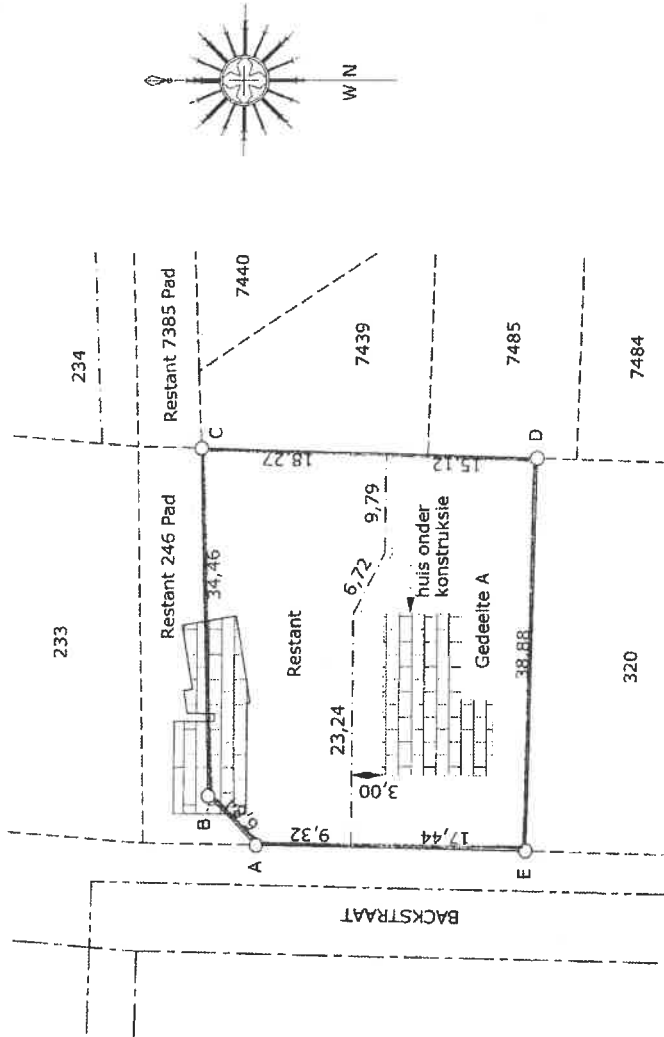 W N
234
Restant 7385 Pad
7440
7439
7485
7484
233
Restant 246 Pad
C
34,46
18.27
15.12
D
9,79
6,72
huis onder
konstruksie
Restant
23,24
3,00
Gedeelte A
38.88
320
B
A
9,32
17,44
E
BACKSTRAAT